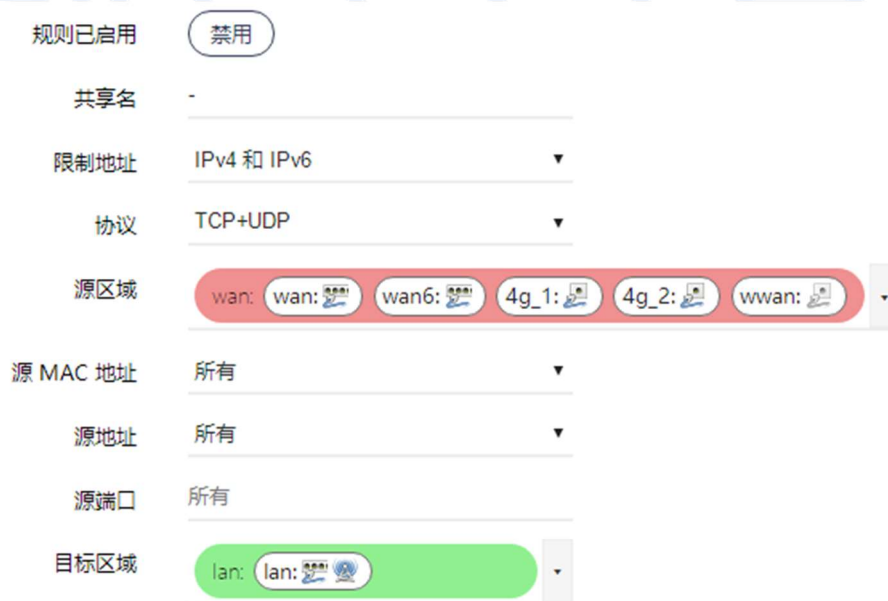 规则已启用 禁用
共享名 -
限制地址 IPv4 和 IPv6
协议 TCP+UDP
源区域 wan: wan: wan6: 4g_1: 4g_2: wwan:
源 MAC 地址 所有
源地址 所有
源端口 所有
目标区域 lan: lan: